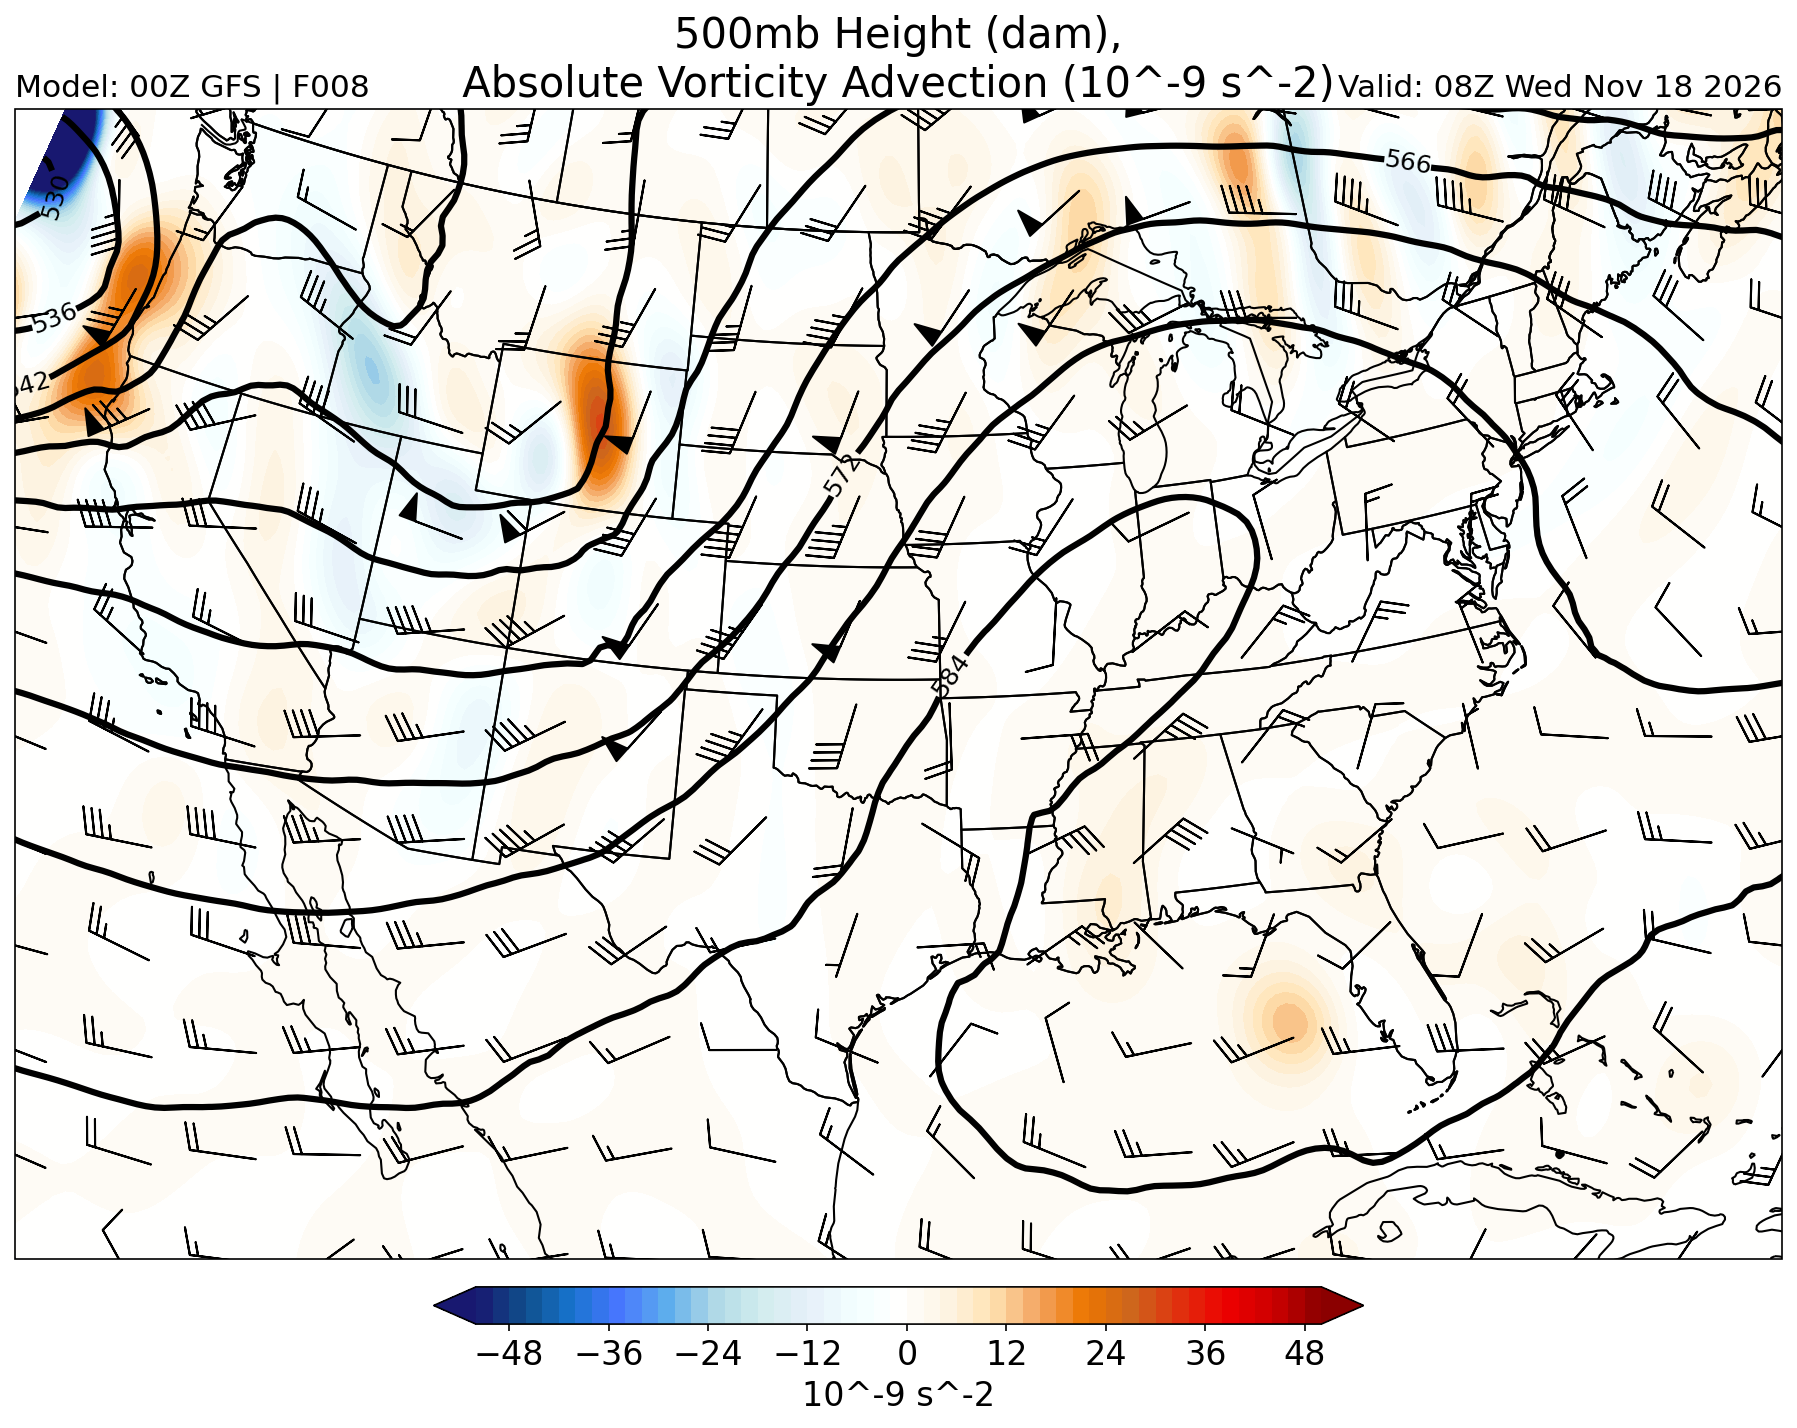 500mb Height (dam),
Absolute Vorticity Advection (10^-9 s^-2)
Model: 00Z GFS | F008
Valid: 08Z Wed Nov 18 2026
530
536
542
566
572
584
−48 −36 −24 −12 0 12 24 36 48
10^-9 s^-2